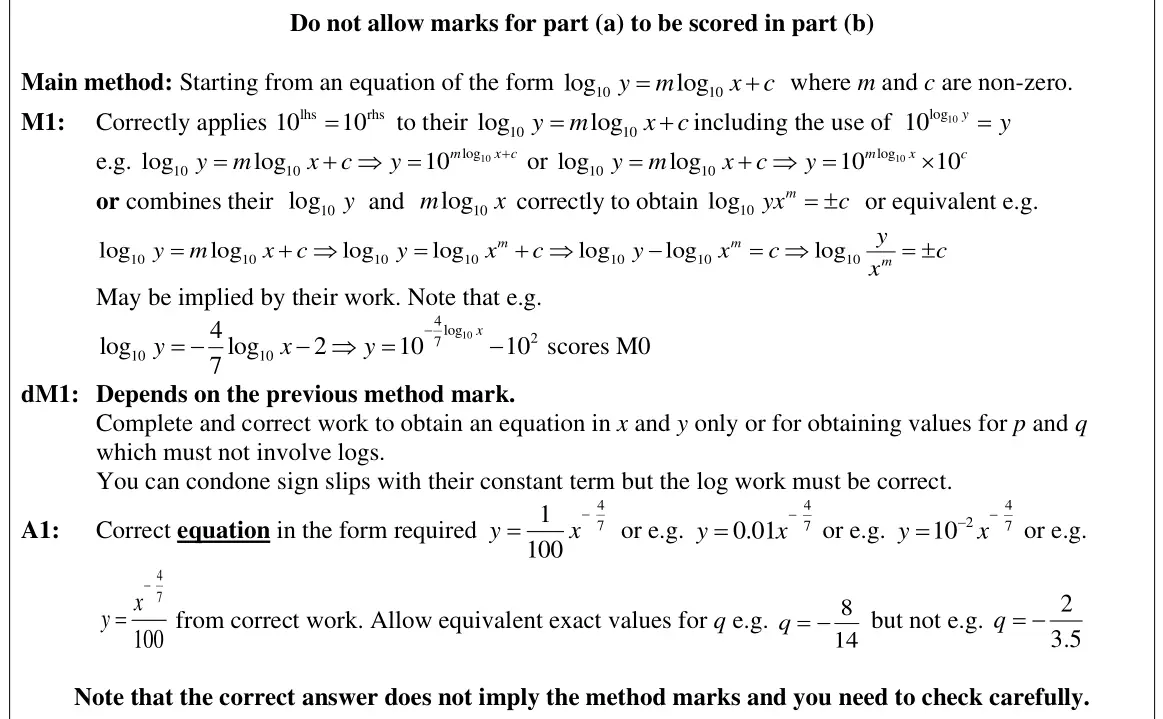 Do not allow marks for part (a) to be scored in part (b)
Main method: Starting from an equation of the form log₁₀ y = m log₁₀ x + c where m and c are non-zero.
M1: Correctly applies 10^lhs = 10^rhs to their log₁₀ y = m log₁₀ x + c including the use of 10^(log₁₀ y) = y
e.g. log₁₀ y = m log₁₀ x + c ⇒ y = 10^(m log₁₀ x + c) or log₁₀ y = m log₁₀ x + c ⇒ y = 10^(m log₁₀ x) × 10^c
or combines their log₁₀ y and m log₁₀ x correctly to obtain log₁₀ yx^m = ±c or equivalent e.g.
log₁₀ y = m log₁₀ x + c ⇒ log₁₀ y = log₁₀ x^m + c ⇒ log₁₀ y − log₁₀ x^m = c ⇒ log₁₀ y/x^m = ±c
May be implied by their work. Note that e.g.
log₁₀ y = −4/7 log₁₀ x − 2 ⇒ y = 10^(−4/7 log₁₀ x) − 10² scores M0
dM1: Depends on the previous method mark.
Complete and correct work to obtain an equation in x and y only or for obtaining values for p and q
which must not involve logs.
You can condone sign slips with their constant term but the log work must be correct.
A1: Correct equation in the form required y = 1/100 x^(−4/7) or e.g. y = 0.01x^(−4/7) or e.g. y = 10^(−2) x^(−4/7) or e.g.
y = x^(−4/7)/100 from correct work. Allow equivalent exact values for q e.g. q = −8/14 but not e.g. q = −2/3.5
Note that the correct answer does not imply the method marks and you need to check carefully.